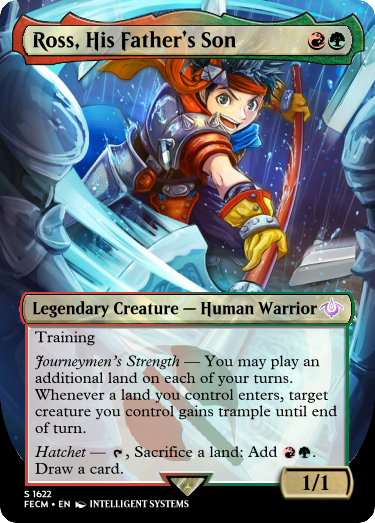 Ross, His Father's Son
Legendary Creature — Human Warrior
Training
Journeymen's Strength — You may play an
additional land on each of your turns.
Whenever a land you control enters, target
creature you control gains trample until end
of turn.
Hatchet — , Sacrifice a land: Add .
Draw a card.
1/1
S 1622
FECM • EN INTELLIGENT SYSTEMS